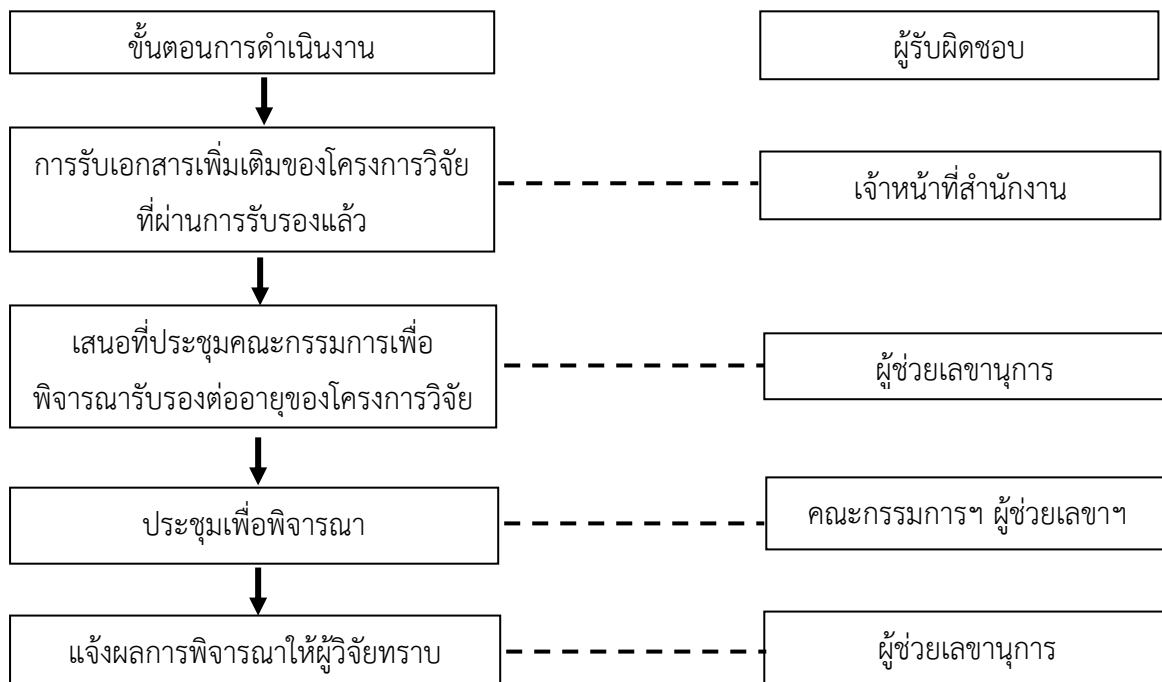 ขั้นตอนการดำเนินงาน
ผู้รับผิดชอบ
การรับเอกสารเพิ่มเติมของโครงการวิจัย
ที่ผ่านการรับรองแล้ว
เจ้าหน้าที่สำนักงาน
เสนอที่ประชุมคณะกรรมการเพื่อ
พิจารณารับรองต่ออายุของโครงการวิจัย
ผู้ช่วยเลขานุการ
ประชุมเพื่อพิจารณา
คณะกรรมการฯ ผู้ช่วยเลขาฯ
แจ้งผลการพิจารณาให้ผู้วิจัยทราบ
ผู้ช่วยเลขานุการ